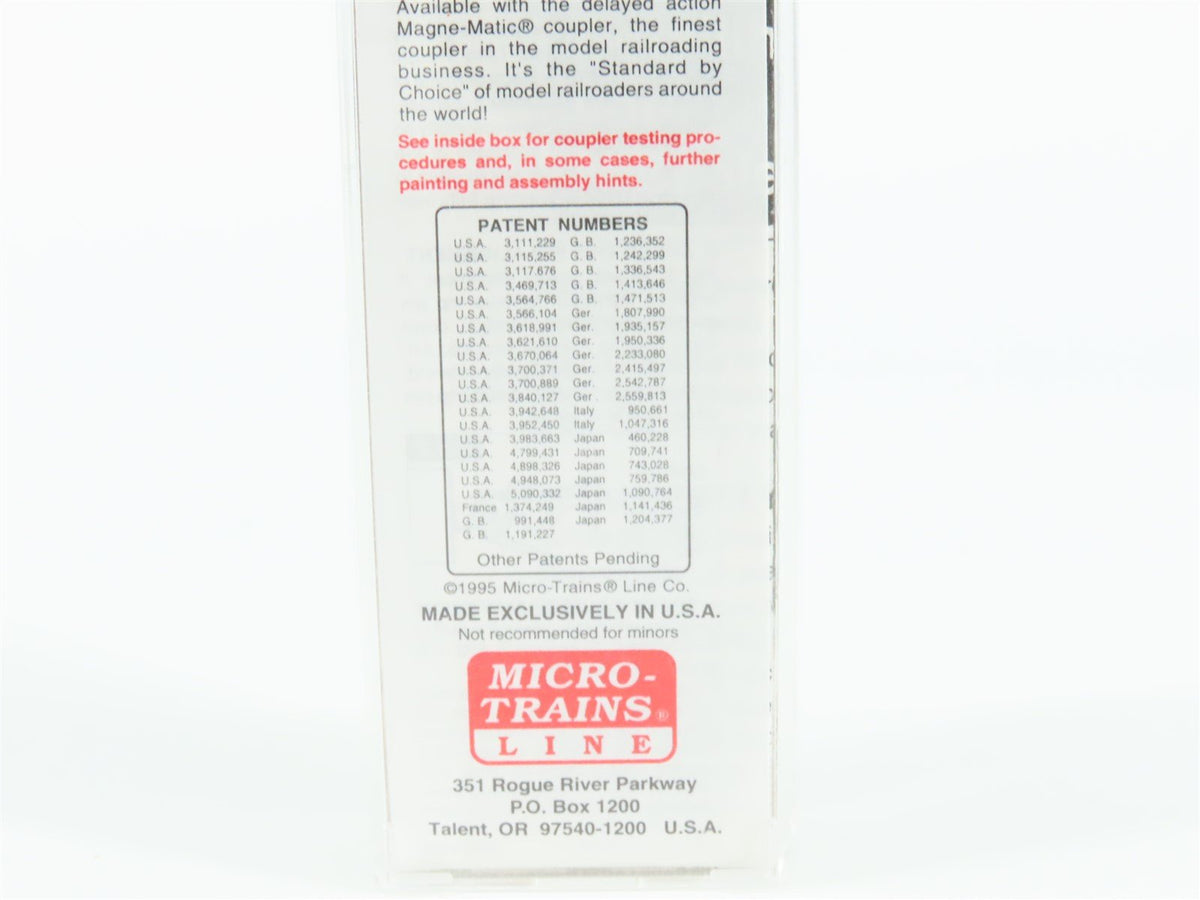 Available with the delayed action
Magne-Matic® coupler, the finest
coupler in the model railroading
business. It's the "Standard by
Choice" of model railroaders around
the world!
See inside box for coupler testing pro-
cedures and, in some cases, further
painting and assembly hints.
PATENT NUMBERS
U.S.A. 3,111,229 G. B. 1,236,352
U.S.A. 3,115,255 G. B. 1,242,299
U.S.A. 3,117,676 G. B. 1,336,543
U.S.A. 3,469,713 G. B. 1,413,646
U.S.A. 3,564,766 G. B. 1,471,513
U.S.A. 3,566,104 Ger. 1,807,990
U.S.A. 3,618,991 Ger. 1,935,157
U.S.A. 3,621,610 Ger. 1,950,336
U.S.A. 3,670,064 Ger. 2,233,080
U.S.A. 3,700,371 Ger. 2,415,497
U.S.A. 3,700,889 Ger. 2,542,787
U.S.A. 3,840,127 Ger. 2,559,813
U.S.A. 3,942,648 Italy 950,661
U.S.A. 3,952,450 Italy 1,047,316
U.S.A. 3,983,663 Japan 460,228
U.S.A. 4,799,431 Japan 709,741
U.S.A. 4,898,326 Japan 743,028
U.S.A. 4,948,073 Japan 759,786
U.S.A. 5,090,332 Japan 1,090,764
France 1,374,249 Japan 1,141,436
G. B. 991,448 Japan 1,204,377
G. B. 1,191,227
Other Patents Pending
©1995 Micro-Trains® Line Co.
MADE EXCLUSIVELY IN U.S.A.
Not recommended for minors
MICRO-
TRAINS®
LINE
351 Rogue River Parkway
P.O. Box 1200
Talent, OR 97540-1200 U.S.A.